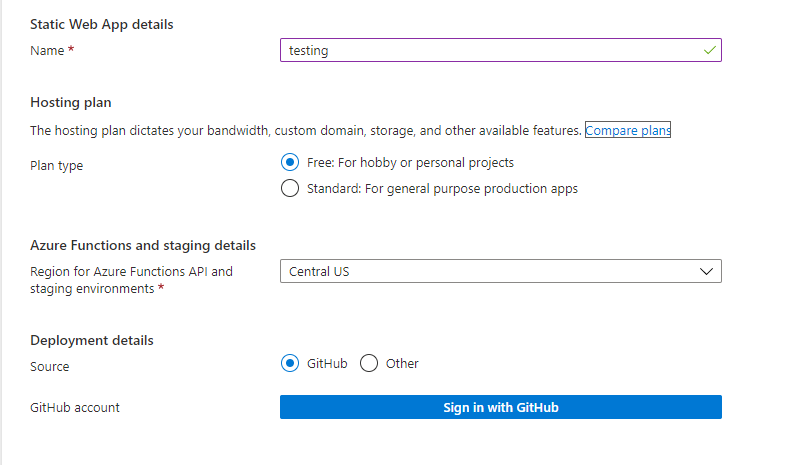 Static Web App details
Name *
testing
Hosting plan
The hosting plan dictates your bandwidth, custom domain, storage, and other available features. Compare plans
Plan type
Free: For hobby or personal projects
Standard: For general purpose production apps
Azure Functions and staging details
Region for Azure Functions API and
staging environments *
Central US
Deployment details
Source
GitHub
Other
GitHub account
Sign in with GitHub